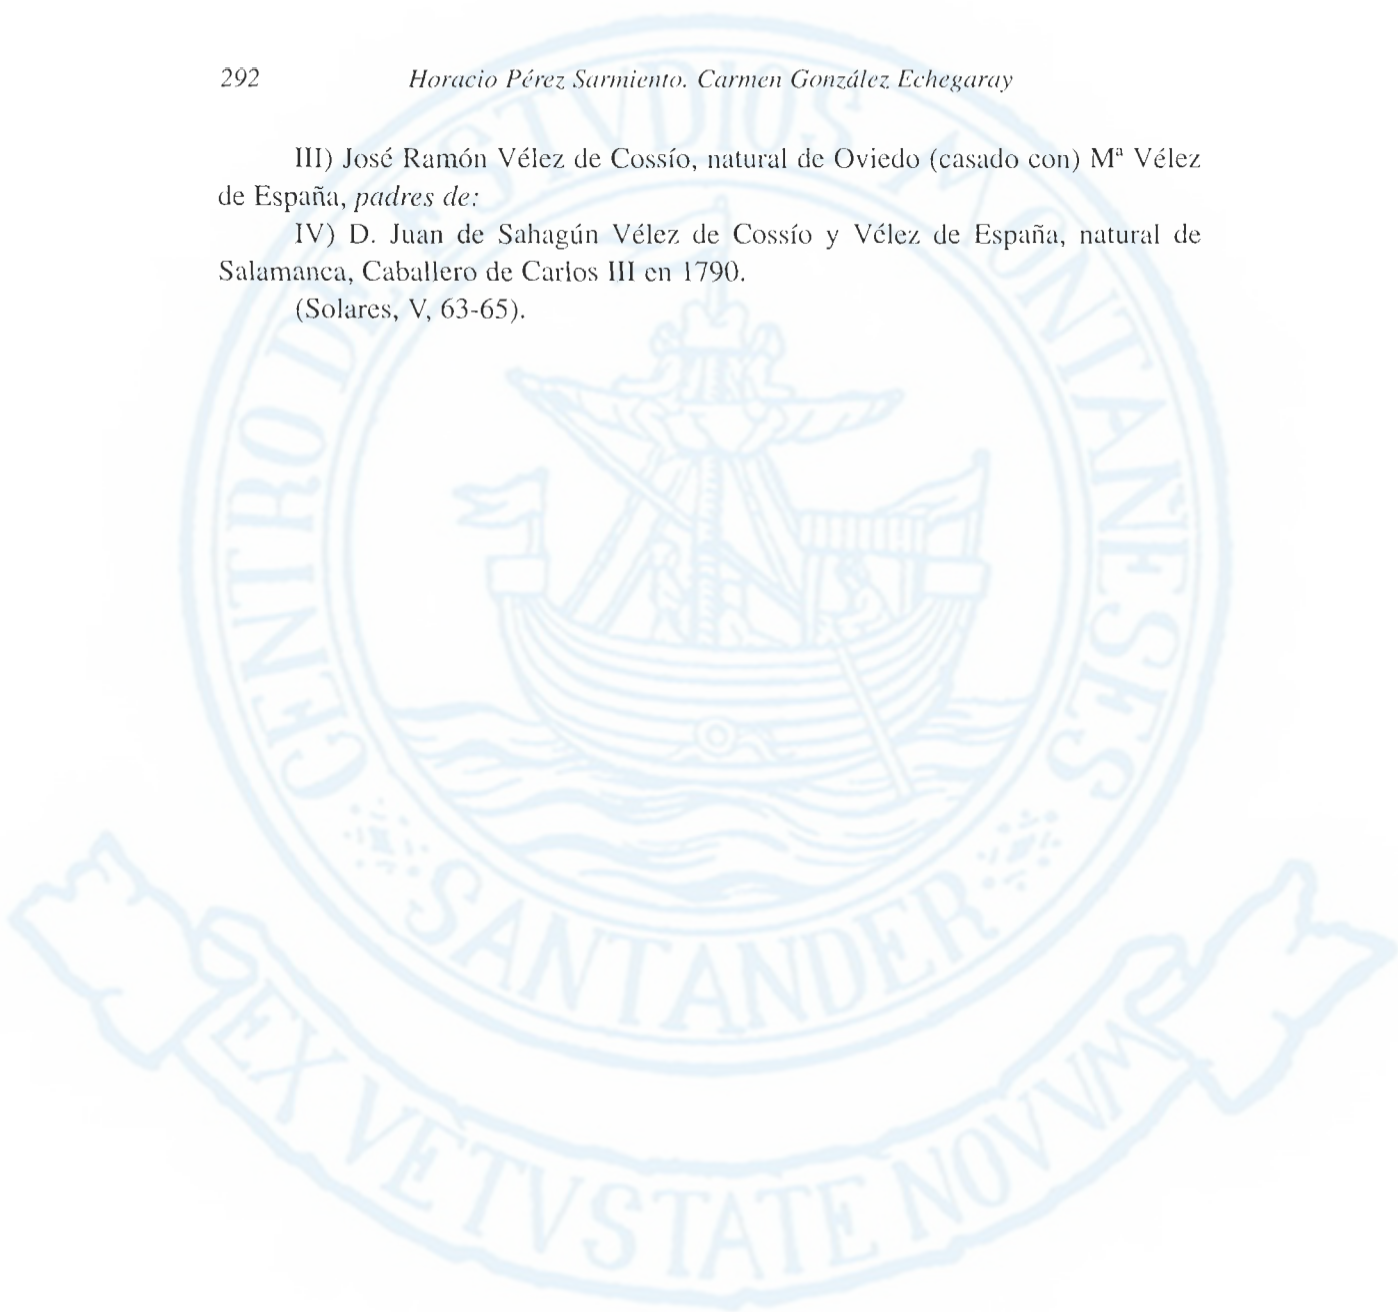 292 Horacio Pérez Sarmiento. Carmen González Echegaray
III) José Ramón Vélez de Cossío, natural de Oviedo (casado con) Mª Vélez
de España, padres de:
IV) D. Juan de Sahagún Vélez de Cossío y Vélez de España, natural de
Salamanca, Caballero de Carlos III en 1790.
(Solares, V, 63-65).
CENTRO DE ESTVDIOS MONTAÑESES
SANTANDER
EX VETVSTATE NOVVM